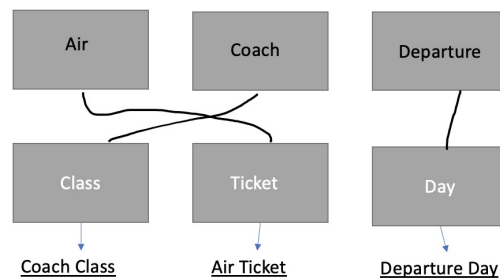 Air Coach Departure
Class Ticket Day
Coach Class Air Ticket Departure Day